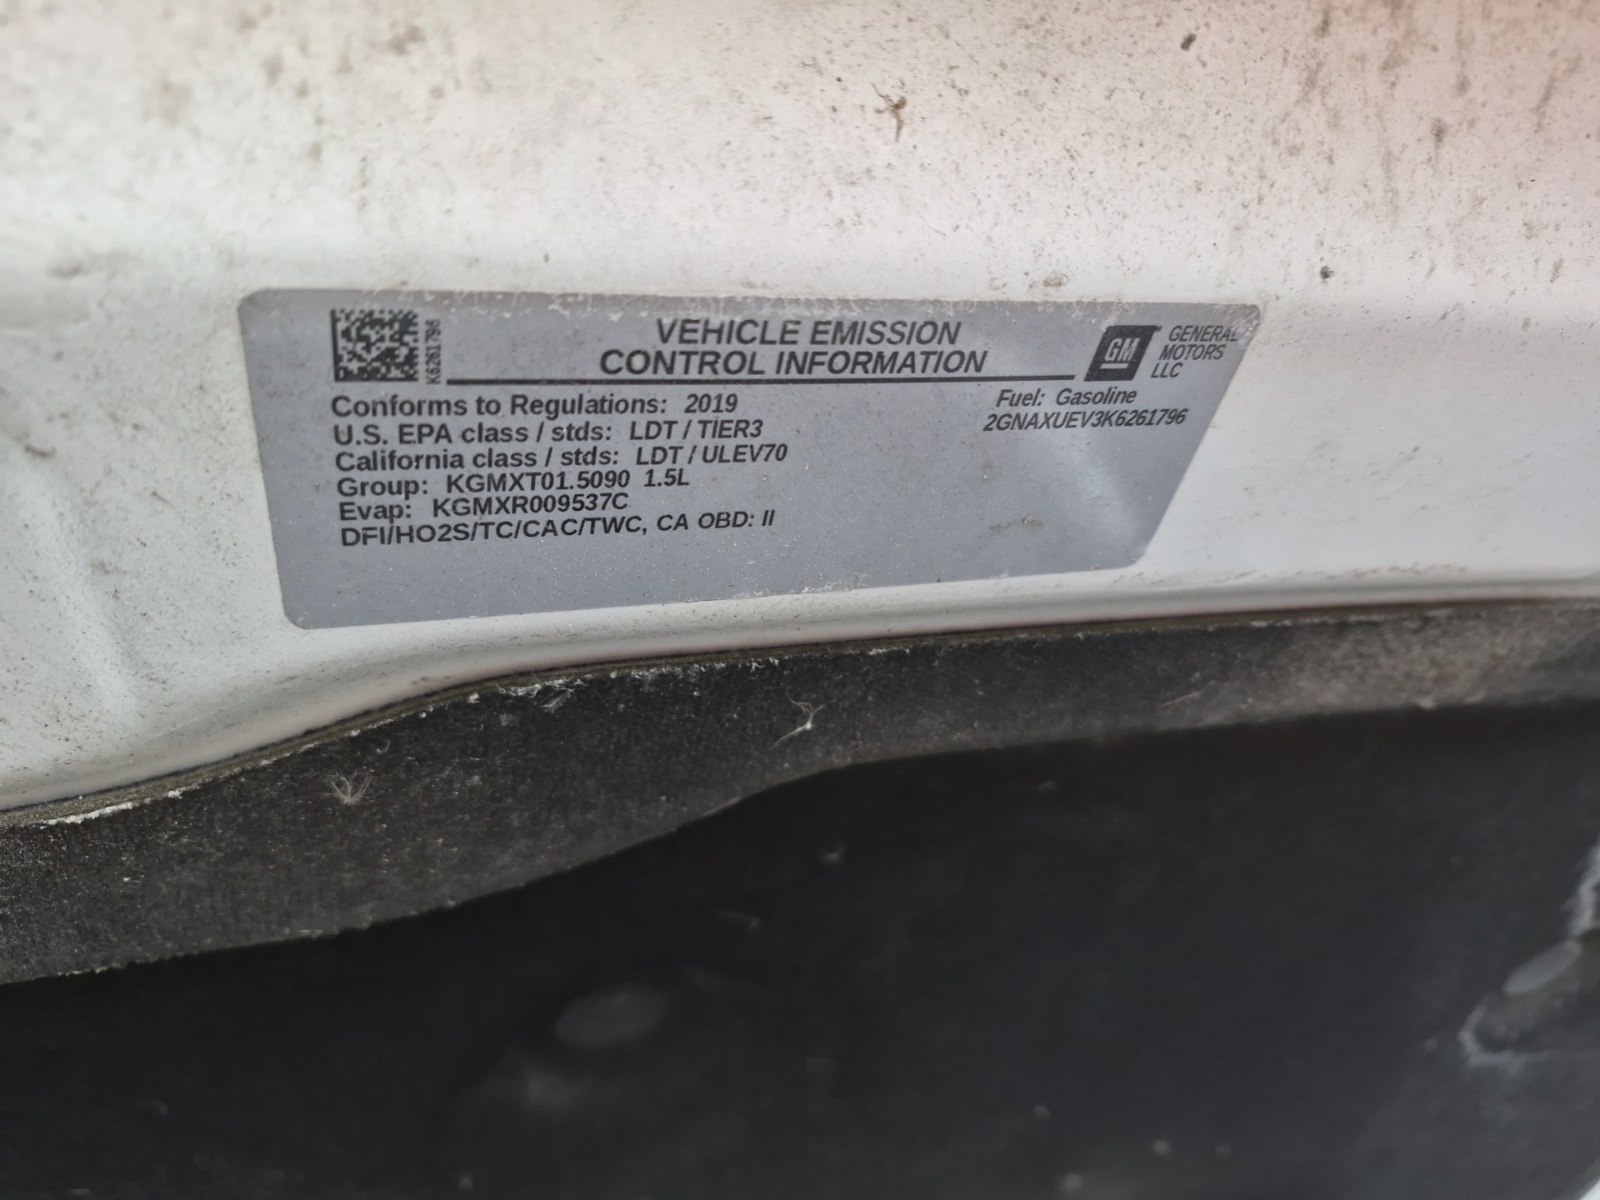 K6261796
VEHICLE EMISSION
CONTROL INFORMATION
GM
GENERAL
MOTORS
LLC
Conforms to Regulations: 2019
U.S. EPA class / stds: LDT / TIER3
California class / stds: LDT / ULEV70
Group: KGMXT01.5090 1.5L
Evap: KGMXR009537C
DFI/HO2S/TC/CAC/TWC, CA OBD: II
Fuel: Gasoline
2GNAXUEV3K6261796